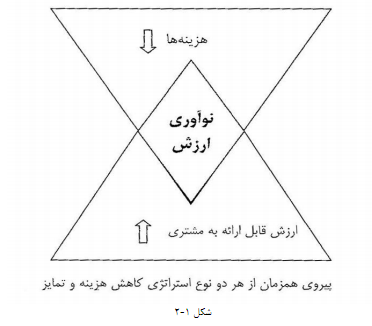 هزینه‌ها
نوآوری
ارزش
ارزش قابل ارائه به مشتری
پیروی همزمان از هر دو نوع استراتژی کاهش هزینه و تمایز
شکل ۱-۲